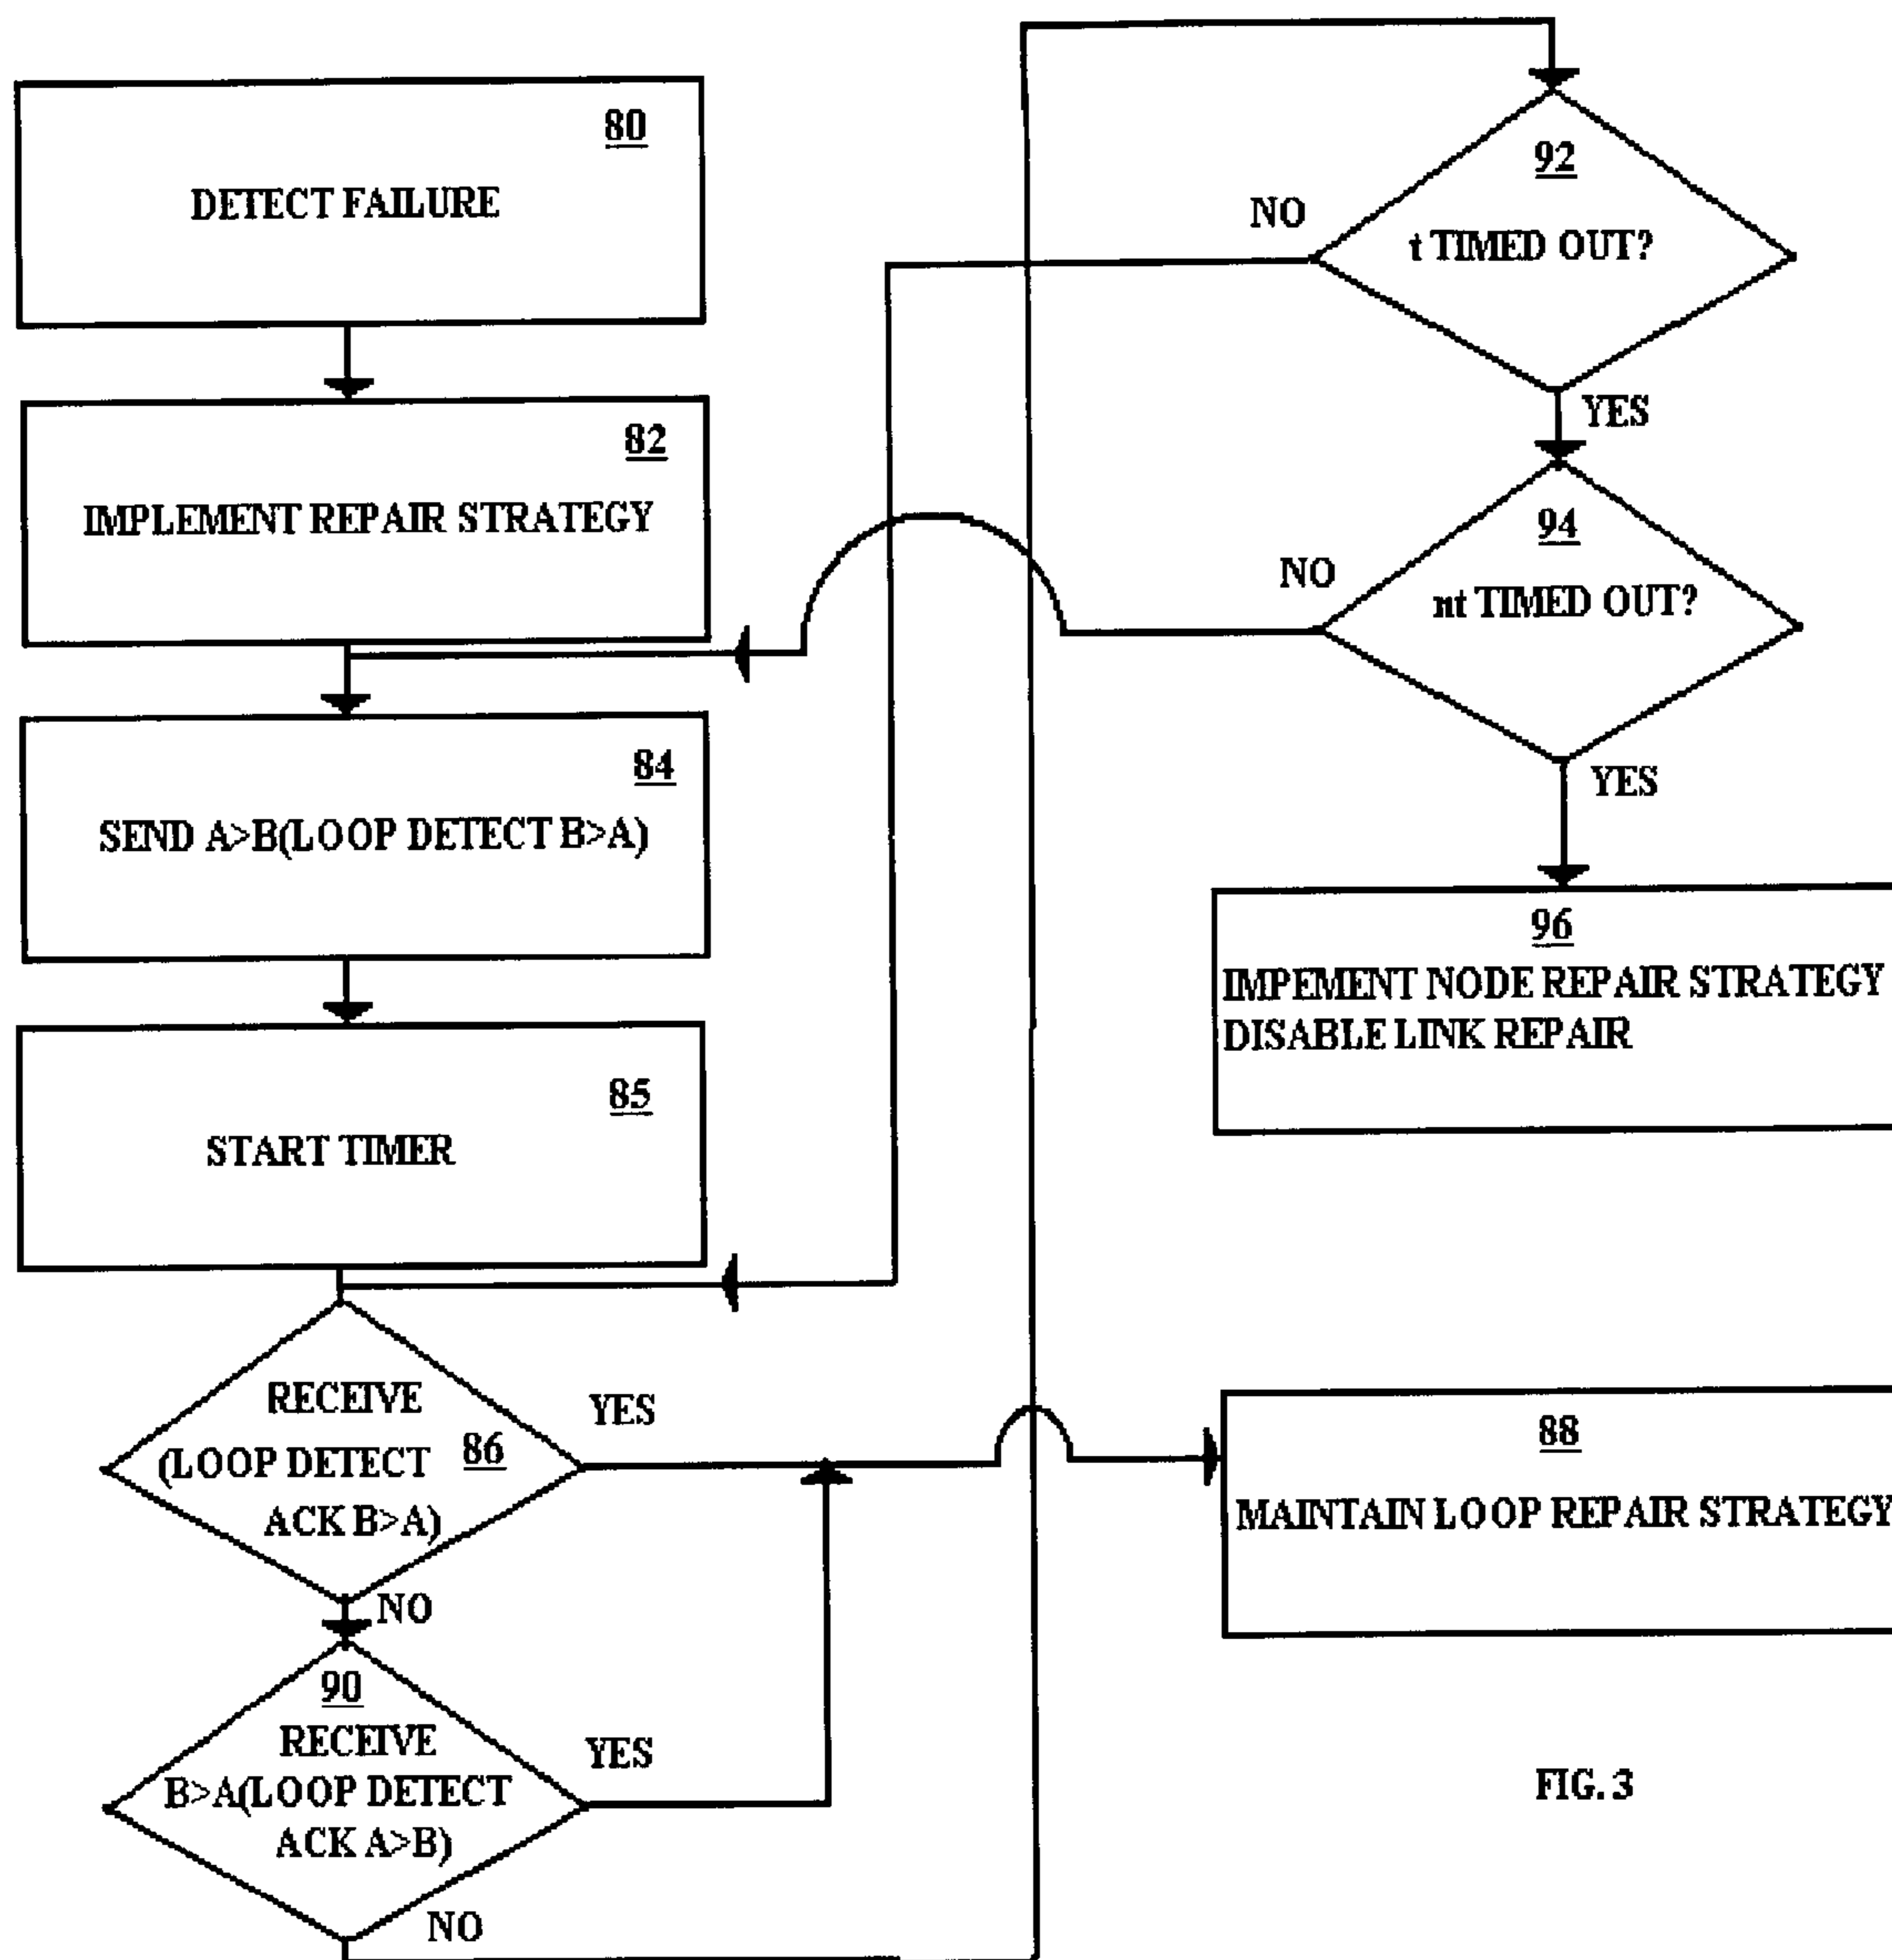 80
DETECT FAILURE
82
IMPLEMENT REPAIR STRATEGY
84
SEND A>B(LOOP DETECT B>A)
85
START TIMER
RECEIVE
(LOOP DETECT 86
ACK B>A)
YES
NO
90
RECEIVE
B>A(LOOP DETECT
ACK A>B)
YES
NO
92
t TIMED OUT?
NO
YES
94
nt TIMED OUT?
NO
YES
96
IMPEMENT NODE REPAIR STRATEGY
DISABLE LINK REPAIR
88
MAINTAIN LOOP REPAIR STRATEGY
FIG. 3